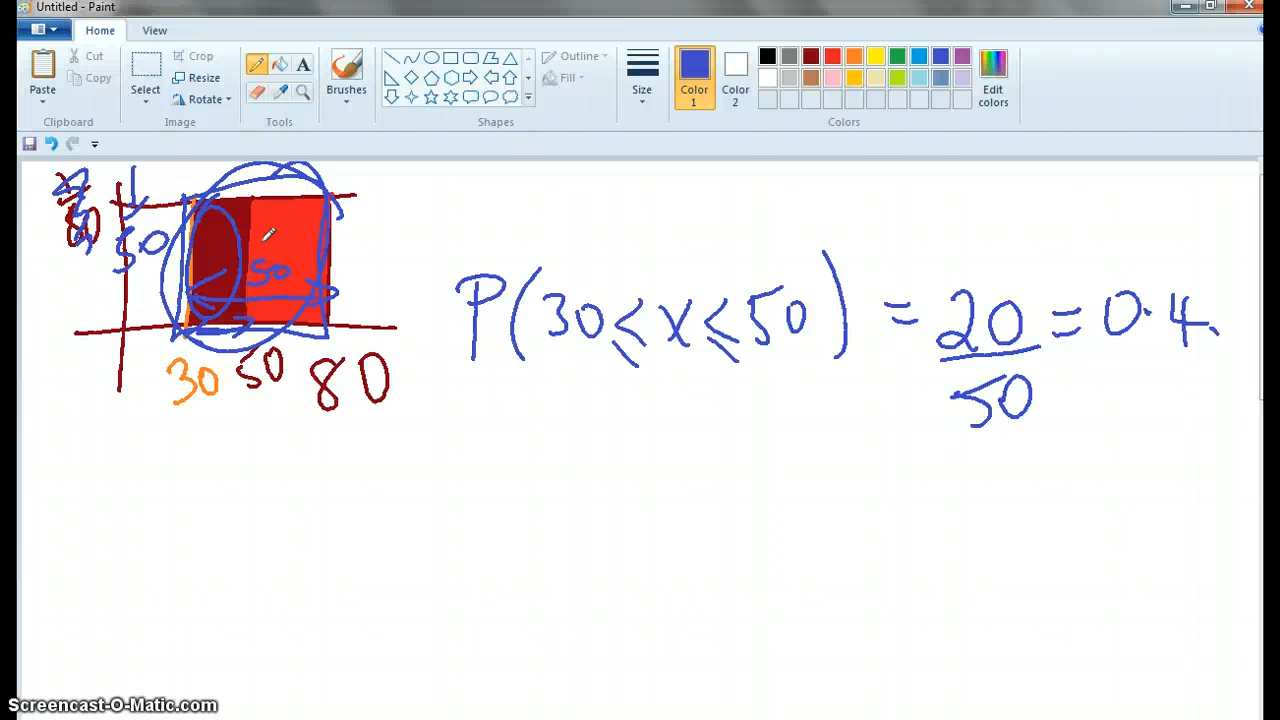 Untitled - Paint
Home View
Paste
Cut
Copy
Clipboard
Select
Crop
Resize
Rotate
Image
Tools
Brushes
Outline
Fill
Shapes
Size
Color 1
Color 2
Edit colors
Colors
50
50
30 50 80
P(30 ≤ x ≤ 50) = 20/50 = 0.4.
Screencast-O-Matic.com